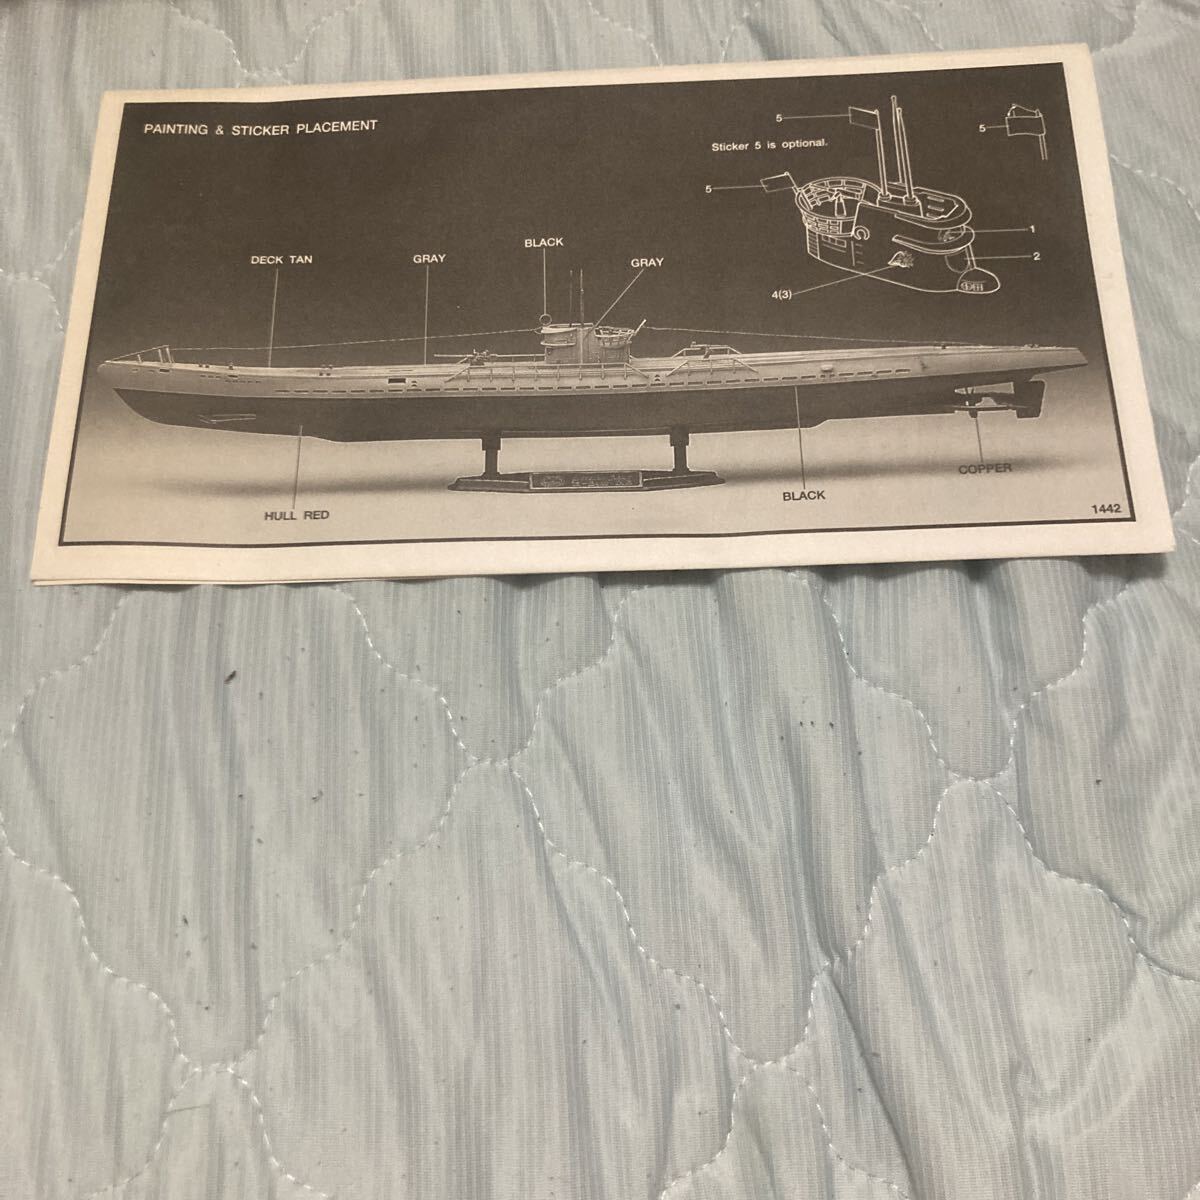 PAINTING & STICKER PLACEMENT
5
Sticker 5 is optional.
5
5
1
2
4(3)
BLACK
DECK TAN
GRAY
GRAY
HULL RED
BLACK
COPPER
1442